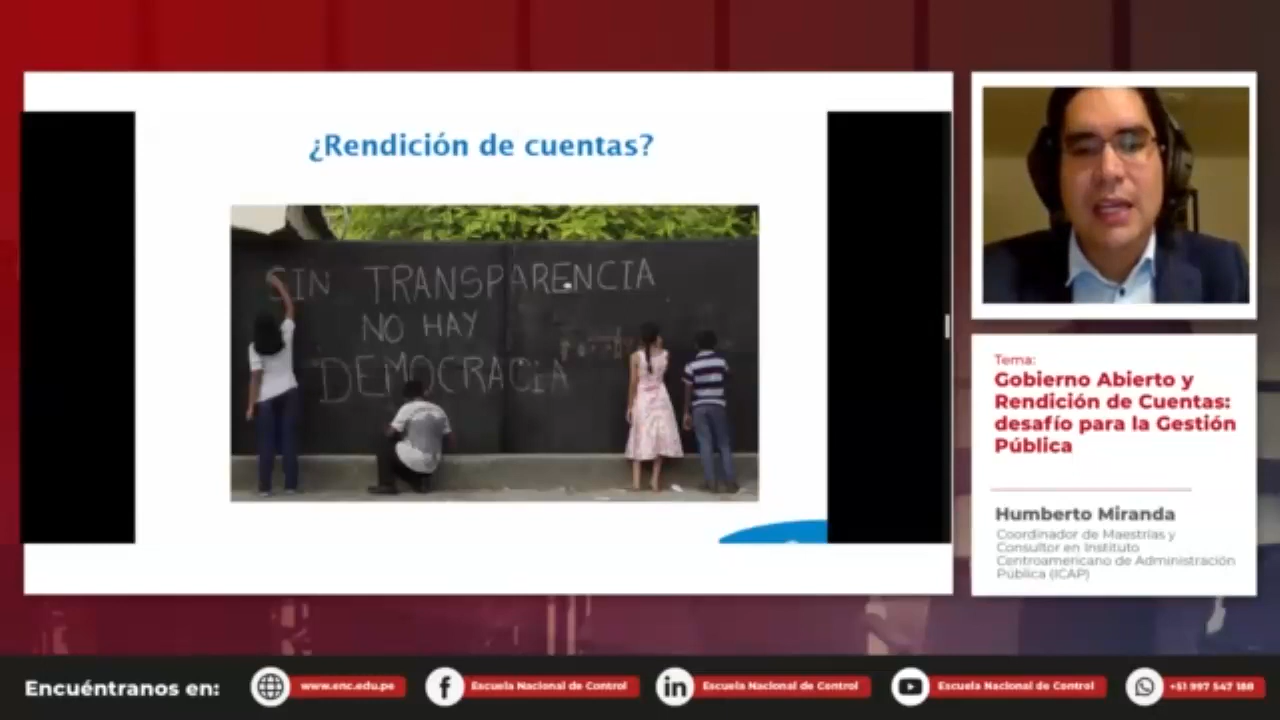 ¿Rendición de cuentas?
SIN TRANSPARENCIA
NO HAY
DEMOCRACIA
Tema:
Gobierno Abierto y
Rendición de Cuentas:
desafío para la Gestión
Pública
Humberto Miranda
Coordinador de Maestrías y
Consultor en Instituto
Centroamericano de Administración
Pública (ICAP)
Encuéntranos en:
www.enc.edu.pe
Escuela Nacional de Control
Escuela Nacional de Control
Escuela Nacional de Control
+51 997 547 188